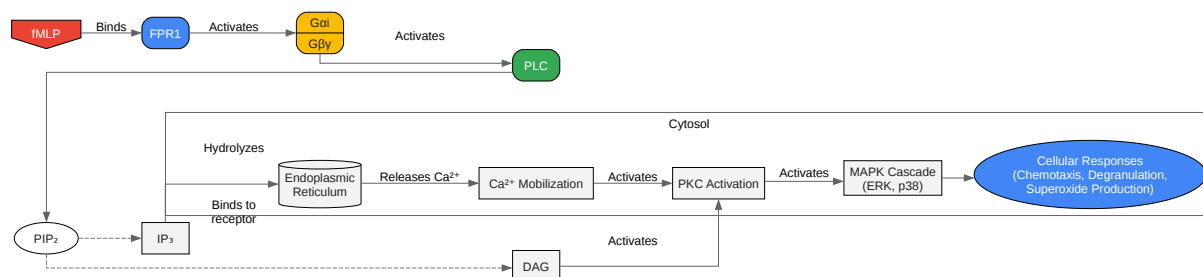 fMLP
Binds
FPR1
Activates
Gαi
Gβγ
Activates
PLC
Cytosol
Hydrolyzes
Endoplasmic
Reticulum
Releases Ca²⁺
Ca²⁺ Mobilization
Activates
PKC Activation
Activates
MAPK Cascade
(ERK, p38)
Cellular Responses
(Chemotaxis, Degranulation,
Superoxide Production)
Binds to
receptor
PIP₂
IP₃
Activates
DAG